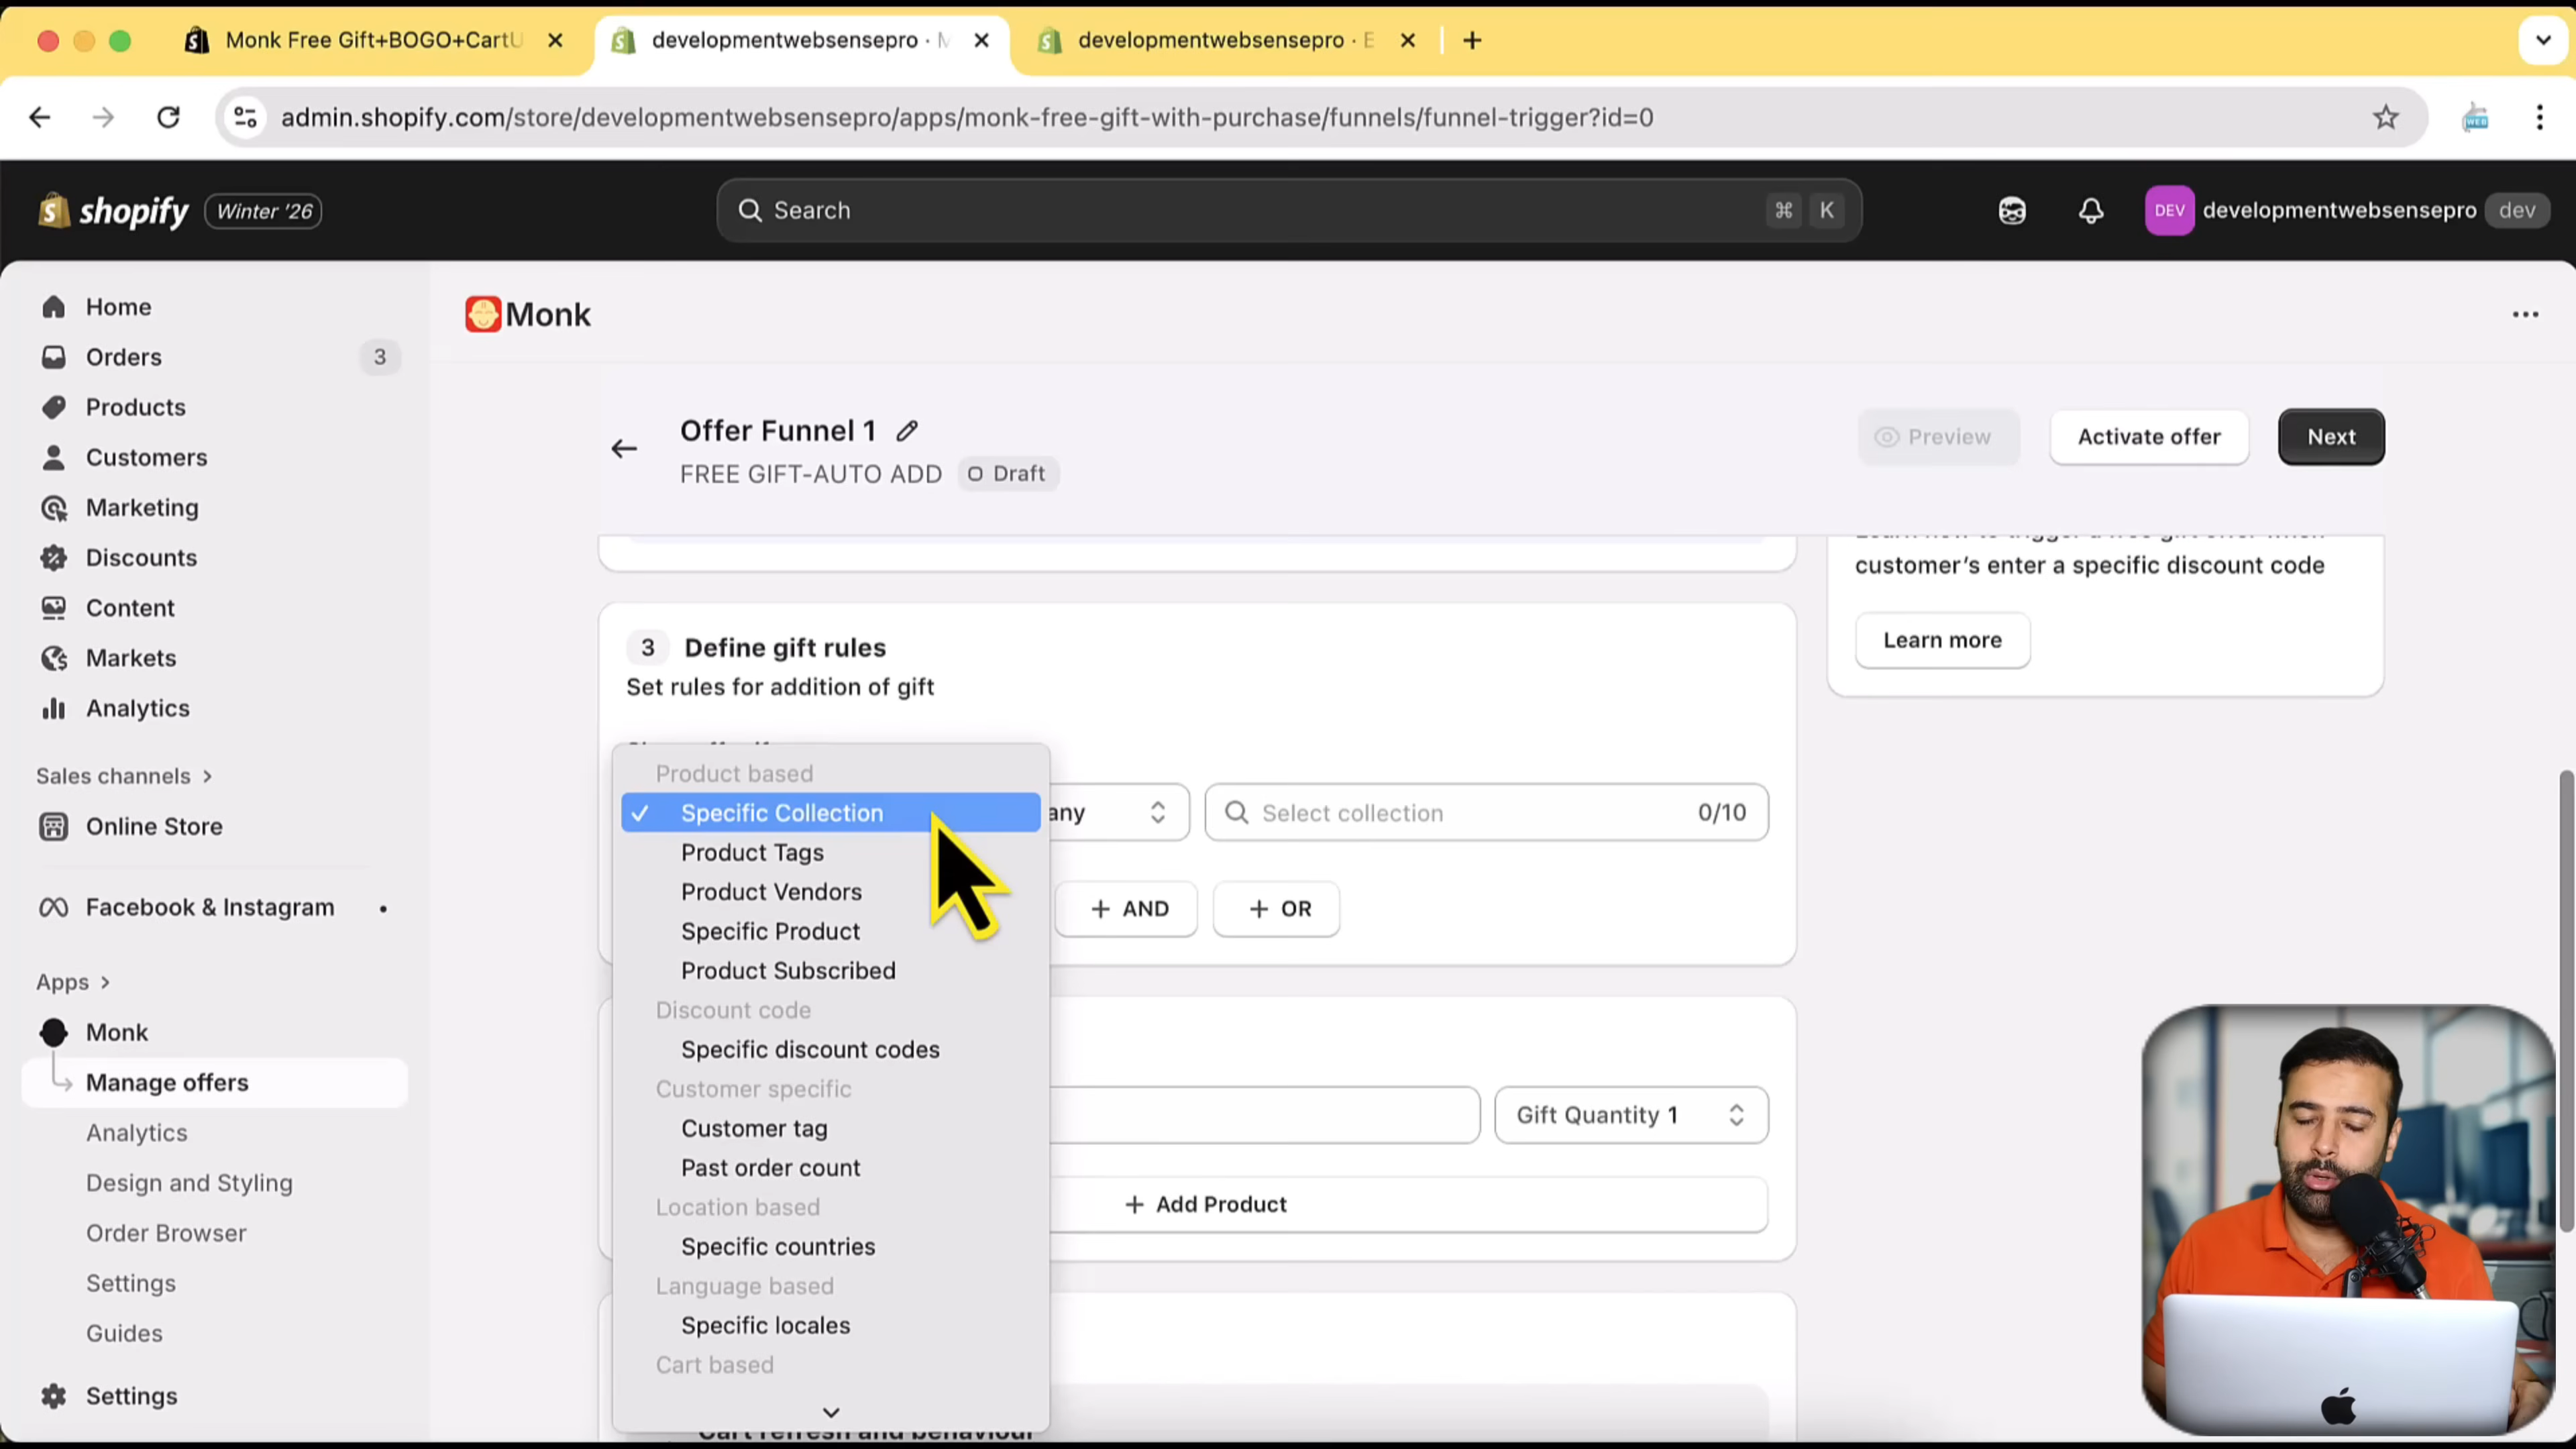 Monk Free Gift+BOGO+CartU
developmentwebsensepro · M
developmentwebsensepro · E
admin.shopify.com/store/developmentwebsensepro/apps/monk-free-gift-with-purchase/funnels/funnel-trigger?id=0
WEB
shopify
Winter '26
Search
⌘ K
DEV
developmentwebsensepro
dev
Home
Orders
3
Products
Customers
Marketing
Discounts
Content
Markets
Analytics
Sales channels
Online Store
Facebook & Instagram
Apps
Monk
Manage offers
Analytics
Design and Styling
Order Browser
Settings
Guides
Settings
Monk
Offer Funnel 1
FREE GIFT-AUTO ADD
Draft
Preview
Activate offer
Next
customer's enter a specific discount code
Learn more
3 Define gift rules
Set rules for addition of gift
Product based
Specific Collection
Product Tags
Product Vendors
Specific Product
Product Subscribed
Discount code
Specific discount codes
Customer specific
Customer tag
Past order count
Location based
Specific countries
Language based
Specific locales
Cart based
any
Select collection
0/10
+ AND
+ OR
Gift Quantity 1
+ Add Product
Cart refresh and behaviour